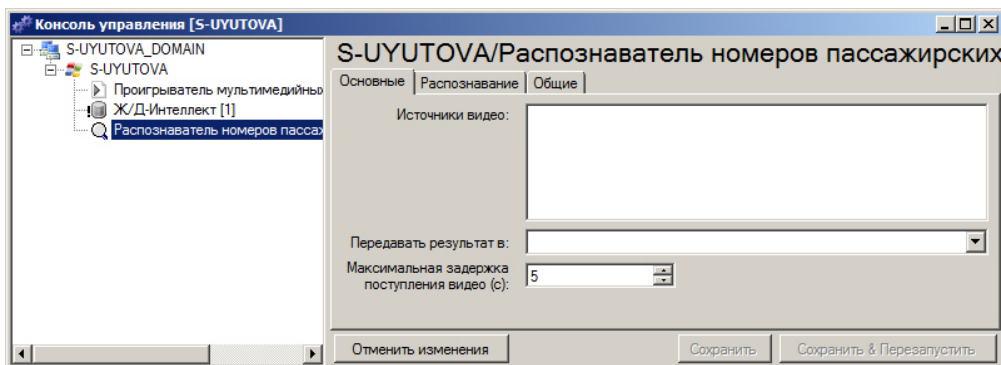 Консоль управления [S-UYUTOVA]
S-UYUTOVA_DOMAIN
S-UYUTOVA
Проигрыватель мультимедийных
Ж/Д-Интеллект [1]
Распознаватель номеров пассаж
S-UYUTOVA/Распознаватель номеров пассажирских
Основные Распознавание Общие
Источники видео:
Передавать результат в:
Максимальная задержка
поступления видео (с):
5
Отменить изменения Сохранить Сохранить & Перезапустить